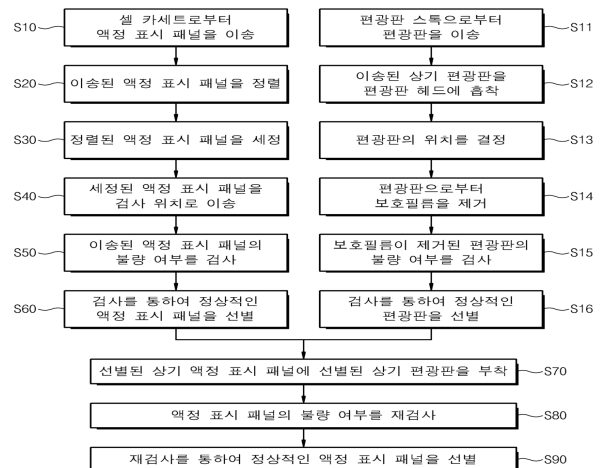 S10
셀 카세트로부터
액정 표시 패널을 이송
편광판 스톡으로부터
편광판을 이송
S11
S20
이송된 액정 표시 패널을 정렬
이송된 상기 편광판을
편광판 헤드에 흡착
S12
S30
정렬된 액정 표시 패널을 세정
편광판의 위치를 결정
S13
S40
세정된 액정 표시 패널을
검사 위치로 이송
편광판으로부터
보호필름을 제거
S14
S50
이송된 액정 표시 패널의
불량 여부를 검사
보호필름이 제거된 편광판의
불량 여부를 검사
S15
S60
검사를 통하여 정상적인
액정 표시 패널을 선별
검사를 통하여 정상적인
편광판을 선별
S16
선별된 상기 액정 표시 패널에 선별된 상기 편광판을 부착
S70
액정 표시 패널의 불량 여부를 재검사
S80
재검사를 통하여 정상적인 액정 표시 패널을 선별
S90